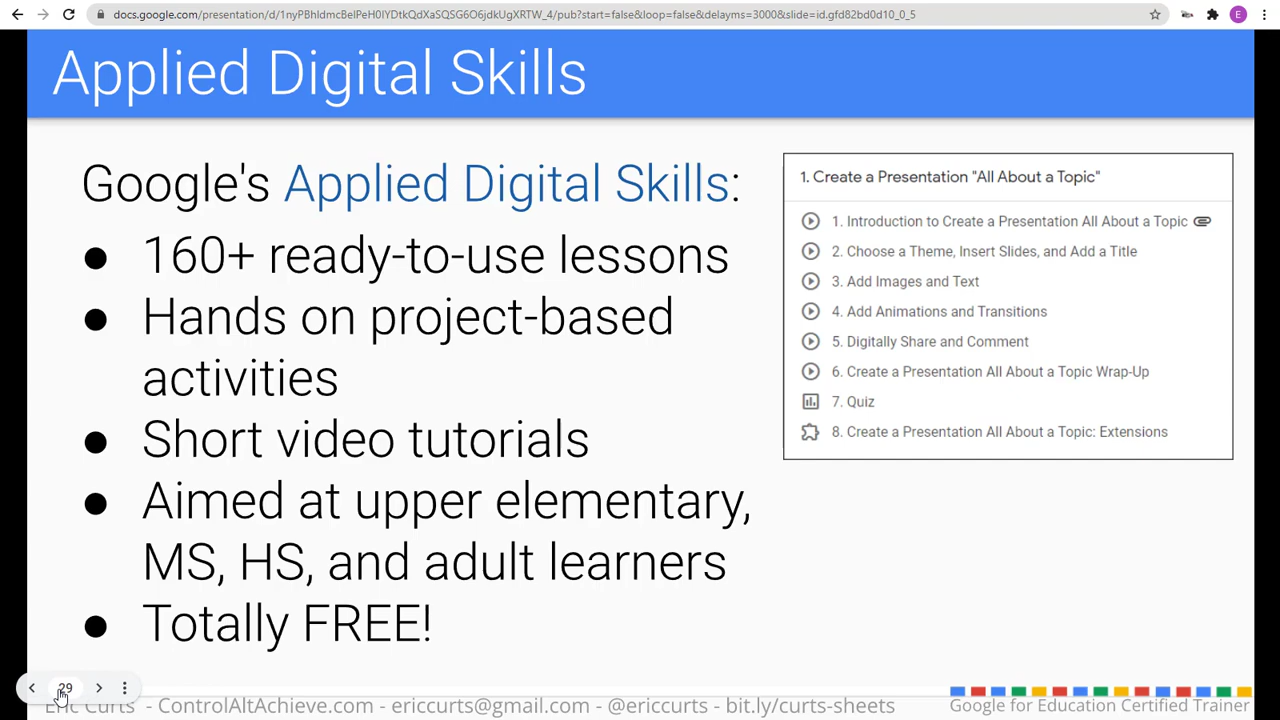 docs.google.com/presentation/d/1nyPBhldmcBelPeH0lYDtkQdXaSQSG6O6jdkUgXRTW_4/pub?start=false&loop=false&delayms=3000&slide=id.gfd82bd0d10_0_5
E
Applied Digital Skills
Google's Applied Digital Skills:
● 160+ ready-to-use lessons
● Hands on project-based
activities
● Short video tutorials
● Aimed at upper elementary,
MS, HS, and adult learners
● Totally FREE!
1. Create a Presentation "All About a Topic"
1. Introduction to Create a Presentation All About a Topic
2. Choose a Theme, Insert Slides, and Add a Title
3. Add Images and Text
4. Add Animations and Transitions
5. Digitally Share and Comment
6. Create a Presentation All About a Topic Wrap-Up
7. Quiz
8. Create a Presentation All About a Topic: Extensions
29
Eric Curts - ControlAltAchieve.com - ericcurts@gmail.com - @ericcurts - bit.ly/curts-sheets
Google for Education Certified Trainer